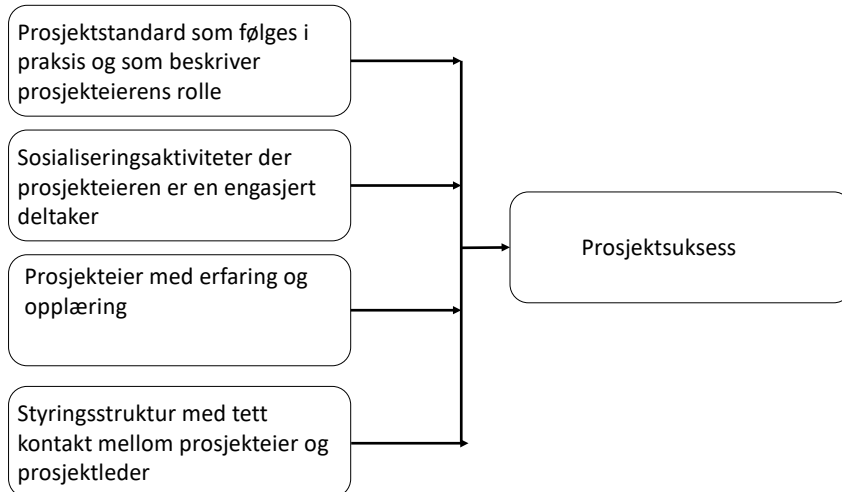 Prosjektstandard som følges i
praksis og som beskriver
prosjekteierens rolle
Sosialiseringsaktiviteter der
prosjekteieren er en engasjert
deltaker
Prosjekteier med erfaring og
opplæring
Styringsstruktur med tett
kontakt mellom prosjekteier og
prosjektleder
Prosjektsuksess